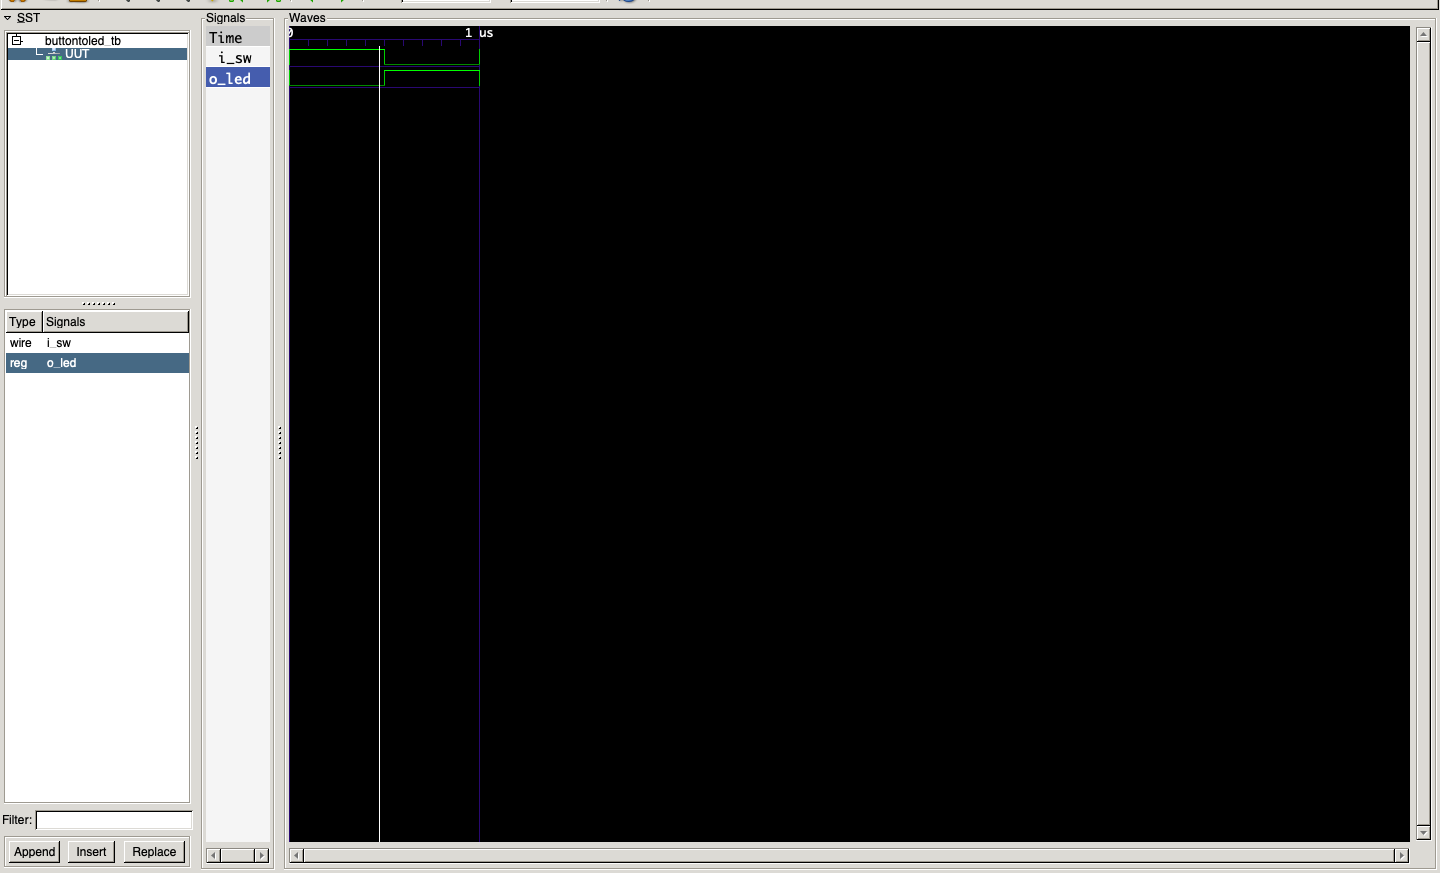 SST
buttontoled_tb
UUT
Type Signals
wire i_sw
reg o_led
Filter:
Append Insert Replace
Signals
Time
i_sw
o_led
Waves
0 1 us